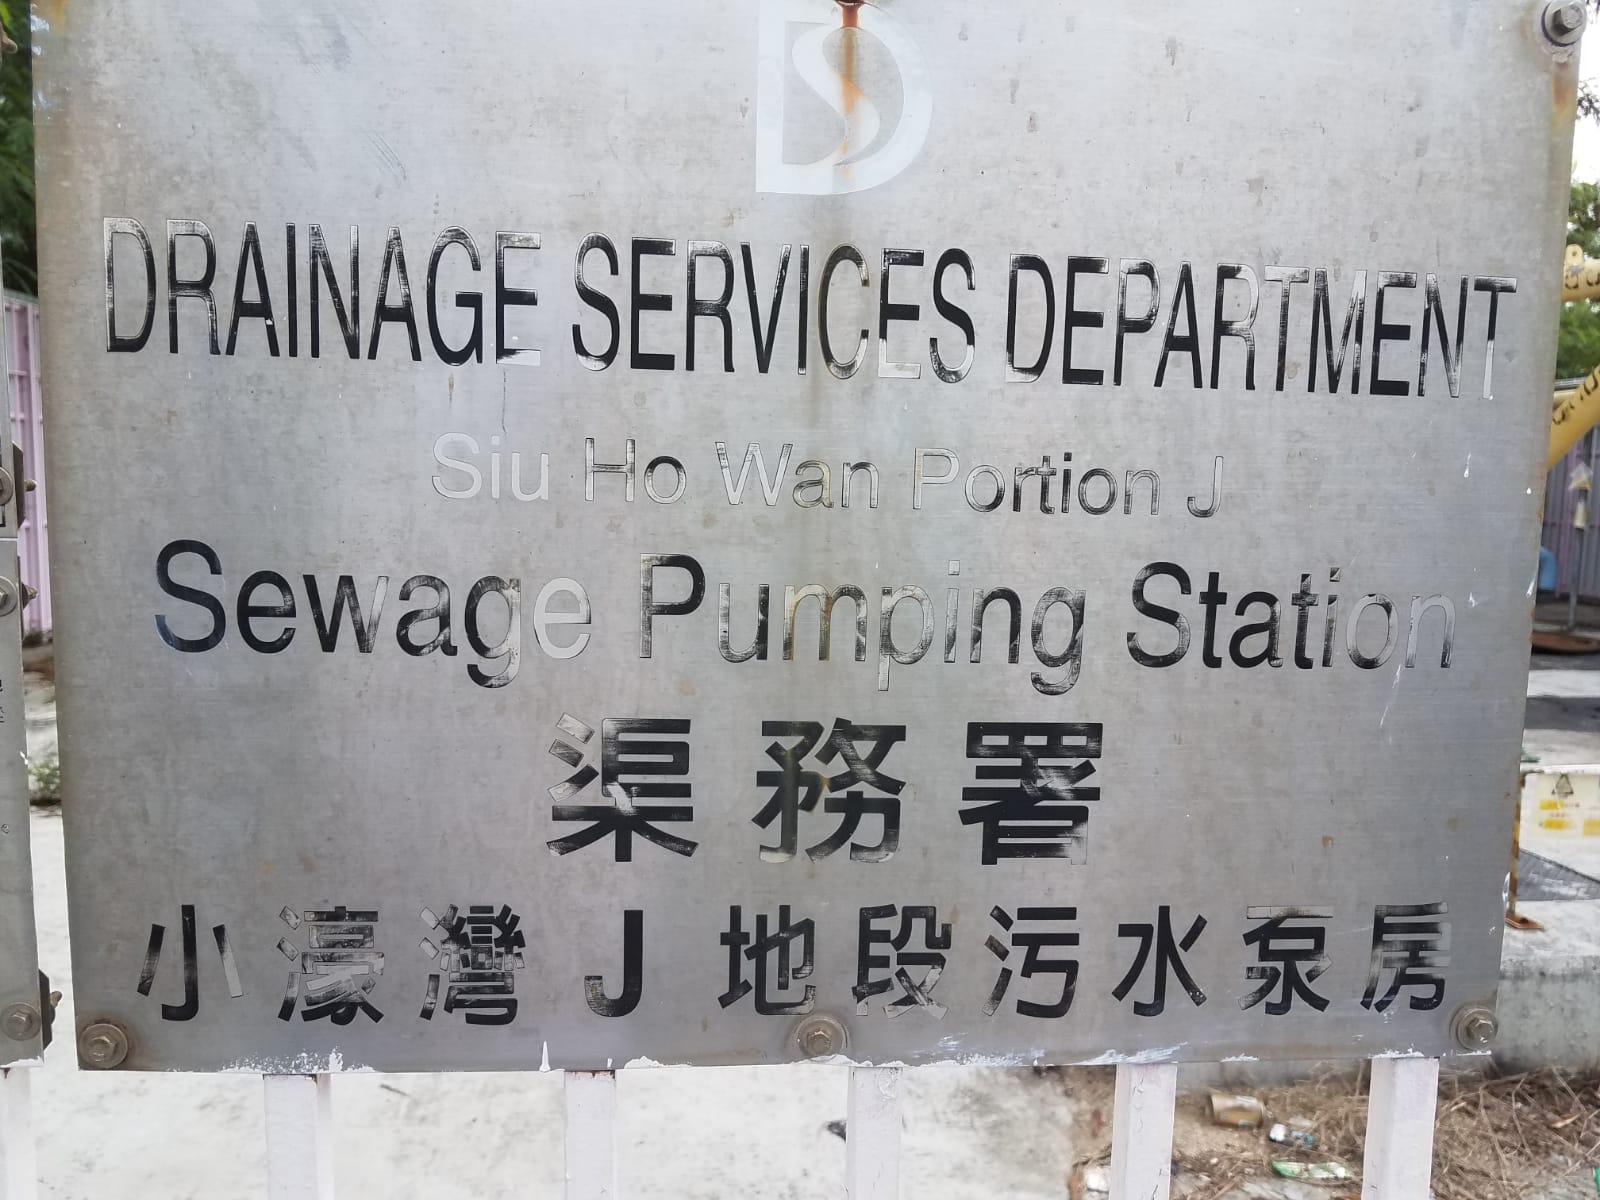 DRAINAGE SERVICES DEPARTMENT
Siu Ho Wan Portion J
Sewage Pumping Station
渠務署
小濠灣 J 地段污水泵房